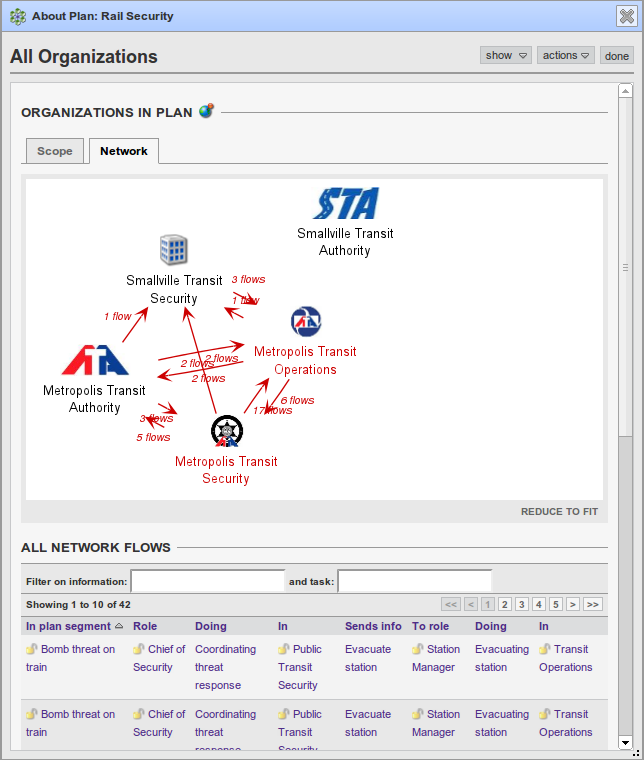 About Plan: Rail Security
All Organizations
show
actions
done
ORGANIZATIONS IN PLAN
Scope
Network
STA
Smallville Transit
Authority
Smallville Transit
Security
3 flows
1 flow
1 flow
Metropolis Transit
Operations
2 flows
2 flows
2 flows
Metropolis Transit
Authority
6 flows
17 flows
3 flows
5 flows
Metropolis Transit
Security
REDUCE TO FIT
ALL NETWORK FLOWS
Filter on information: and task:
Showing 1 to 10 of 42 << < 1 2 3 4 5 > >>
In plan segment Role Doing In Sends info To role Doing In
Bomb threat on Chief of Coordinating Public Evacuate Station Evacuating Transit
train Security threat Transit station Manager station Operations
response Security
Bomb threat on Chief of Coordinating Public Evacuate Station Evacuating Transit
train Security threat Transit station Manager station Operations
response Security